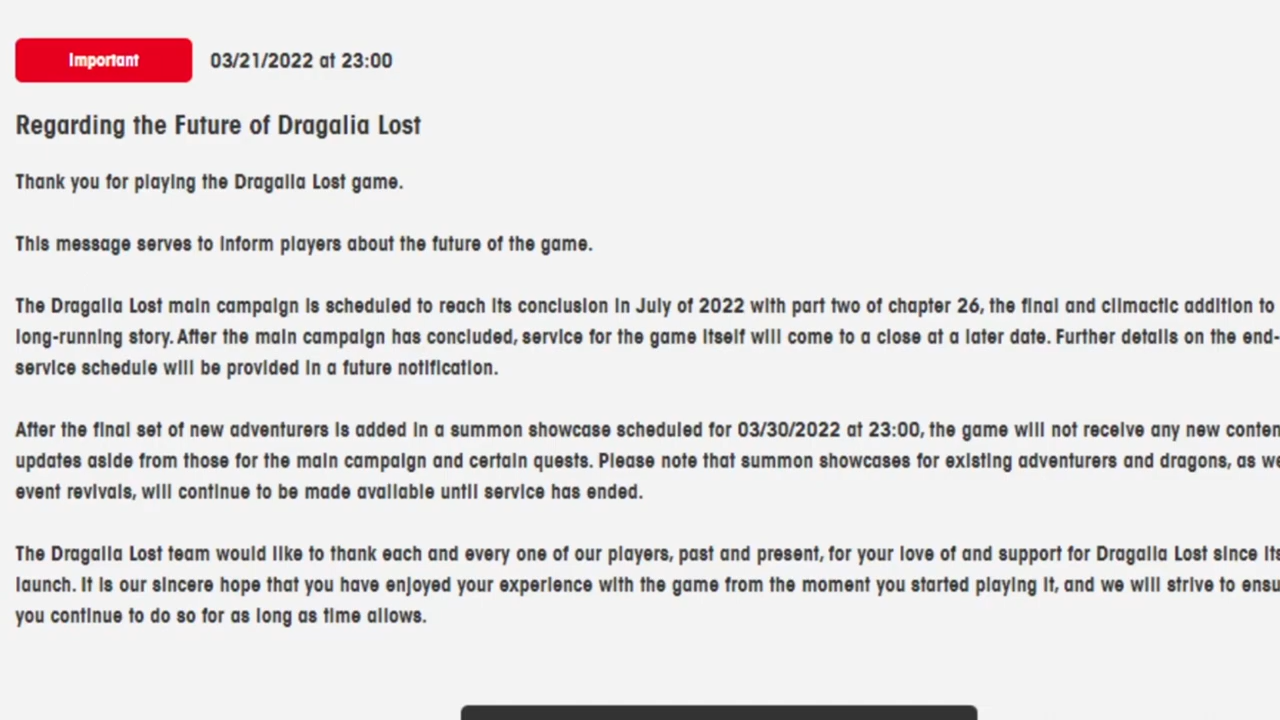 Important
03/21/2022 at 23:00
Regarding the Future of Dragalia Lost
Thank you for playing the Dragalia Lost game.
This message serves to inform players about the future of the game.
The Dragalia Lost main campaign is scheduled to reach its conclusion in July of 2022 with part two of chapter 26, the final and climactic addition to
long-running story. After the main campaign has concluded, service for the game itself will come to a close at a later date. Further details on the end-
service schedule will be provided in a future notification.
After the final set of new adventurers is added in a summon showcase scheduled for 03/30/2022 at 23:00, the game will not receive any new
updates aside from those for the main campaign and certain quests. Please note that summon showcases for existing adventurers and dragons, as
event revivals, will continue to be made available until service has ended.
The Dragalia Lost team would like to thank each and every one of our players, past and present, for your love of and support for Dragalia Lost since
launch. It is our sincere hope that you have enjoyed your experience with the game from the moment you started playing it, and we will strive to
you continue to do so for as long as time allows.